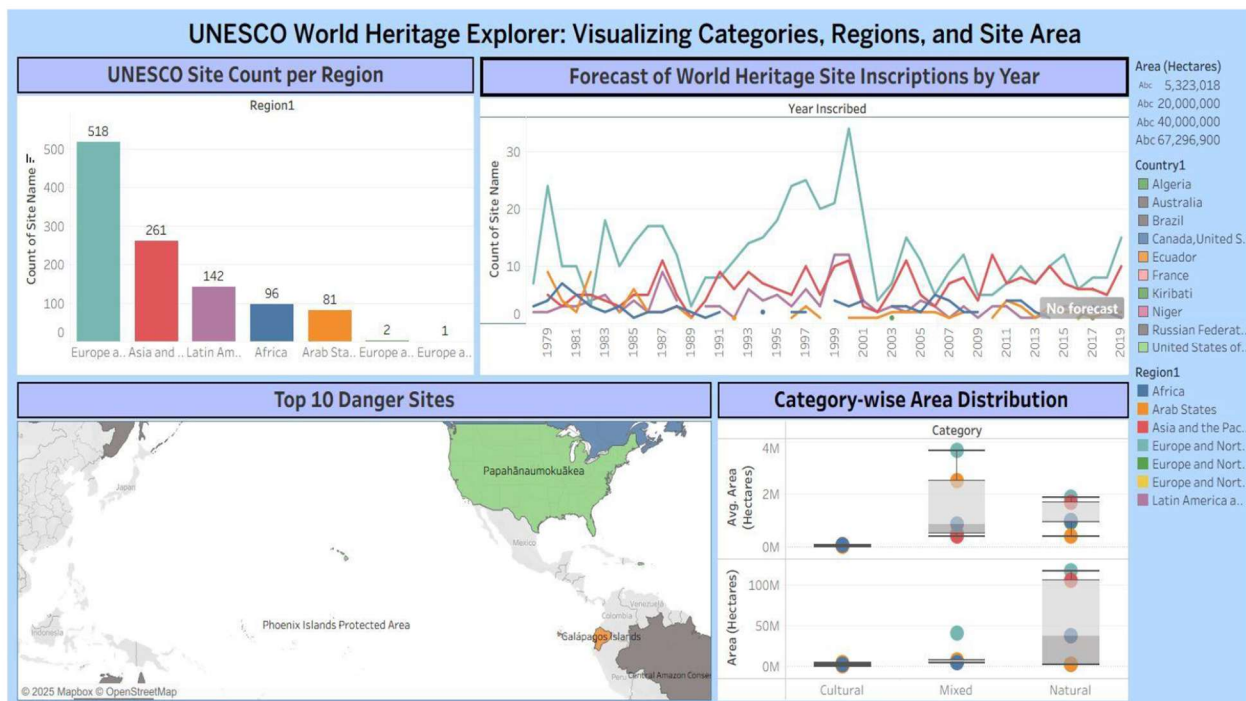 UNESCO World Heritage Explorer: Visualizing Categories, Regions, and Site Area
UNESCO Site Count per Region
Region1
Count of Site Name
500
400
300
200
100
0
518
261
142
96
81
2
1
Europe a..
Asia and ..
Latin Am..
Africa
Arab Sta..
Europe a..
Europe a..
Forecast of World Heritage Site Inscriptions by Year
Year Inscribed
Count of Site Name
30
20
10
0
No forecast
1979
1981
1983
1985
1987
1989
1991
1993
1995
1997
1999
2001
2003
2005
2007
2009
2011
2013
2015
2017
2019
Area (Hectares)
Abc 5,323,018
Abc 20,000,000
Abc 40,000,000
Abc 67,296,900
Country1
Algeria
Australia
Brazil
Canada,United S..
Ecuador
France
Kiribati
Niger
Russian Federat..
United States of..
Region1
Africa
Arab States
Asia and the Pac..
Europe and Nort..
Europe and Nort..
Europe and Nort..
Latin America a..
Top 10 Danger Sites
Papahānaumokuākea
Japan
Mexico
Venezuela
Colombia
Phoenix Islands Protected Area
Indonesia
Galápagos Islands
Peru
Central Amazon Conser
© 2025 Mapbox © OpenStreetMap
Category-wise Area Distribution
Category
Avg. Area
(Hectares)
4M
2M
0M
Area (Hectares)
100M
50M
0M
Cultural
Mixed
Natural